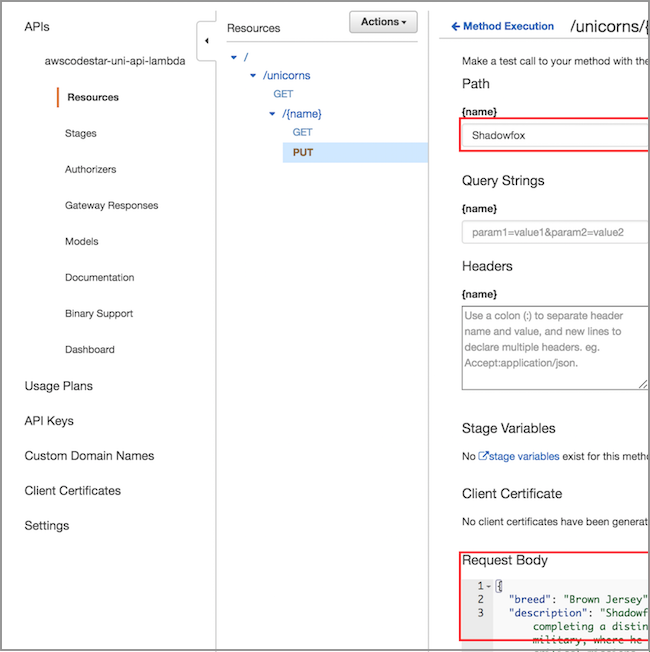 APIs
awscodestar-uni-api-lambda
Resources
Stages
Authorizers
Gateway Responses
Models
Documentation
Binary Support
Dashboard
Usage Plans
API Keys
Custom Domain Names
Client Certificates
Settings
Resources
Actions
/
/unicorns
GET
/{name}
GET
PUT
Method Execution /unicorns/{
Make a test call to your method with the
Path
{name}
Shadowfox
Query Strings
{name}
param1=value1&param2=value2
Headers
{name}
Use a colon (:) to separate header
name and value, and new lines to
declare multiple headers. eg.
Accept:application/json.
Stage Variables
No stage variables exist for this metho
Client Certificate
No client certificates have been generat
Request Body
1 {
2 "breed": "Brown Jersey"
3 "description": "Shadowf
completing a distin
military, where he